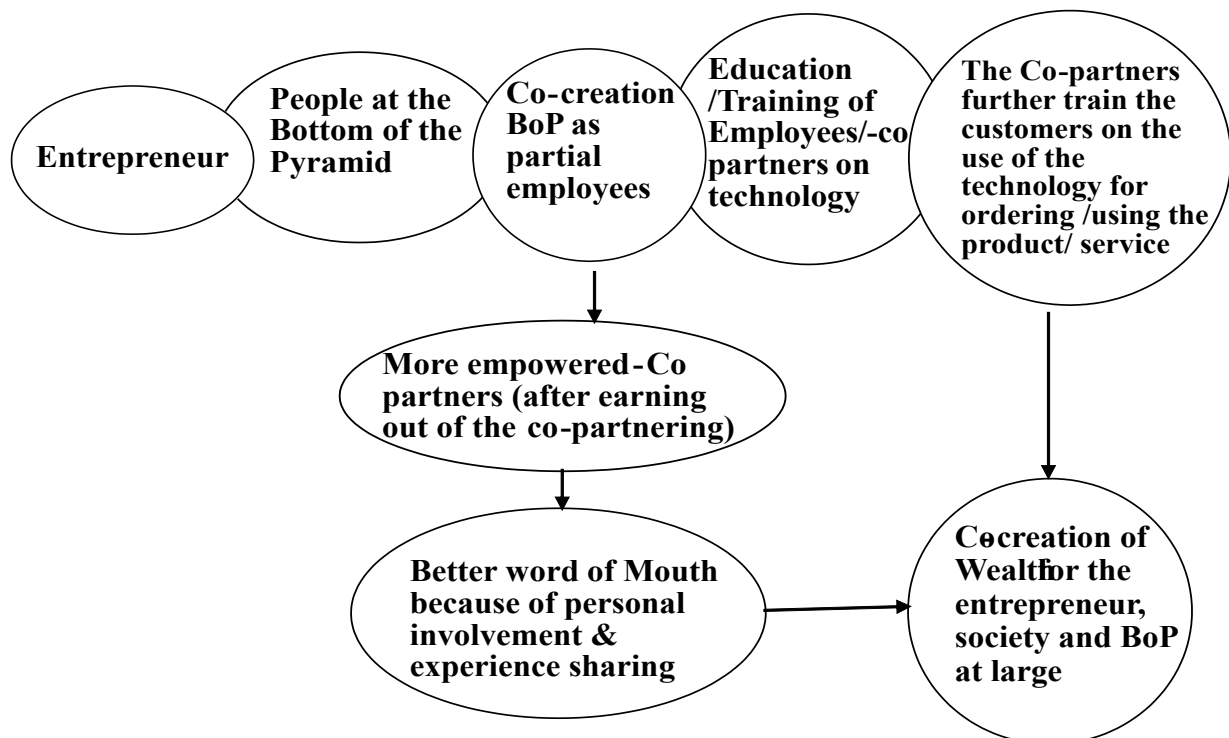 Entrepreneur
People at the
Bottom of the
Pyramid
Co-creation
BoP as
partial
employees
Education
/Training of
Employees/-co
partners on
technology
The Co-partners
further train the
customers on the
use of the
technology for
ordering /using the
product/ service
More empowered-Co
partners (after earning
out of the co-partnering)
Better word of Mouth
because of personal
involvement &
experience sharing
Co-creation of
Wealth for the
entrepreneur,
society and BoP
at large